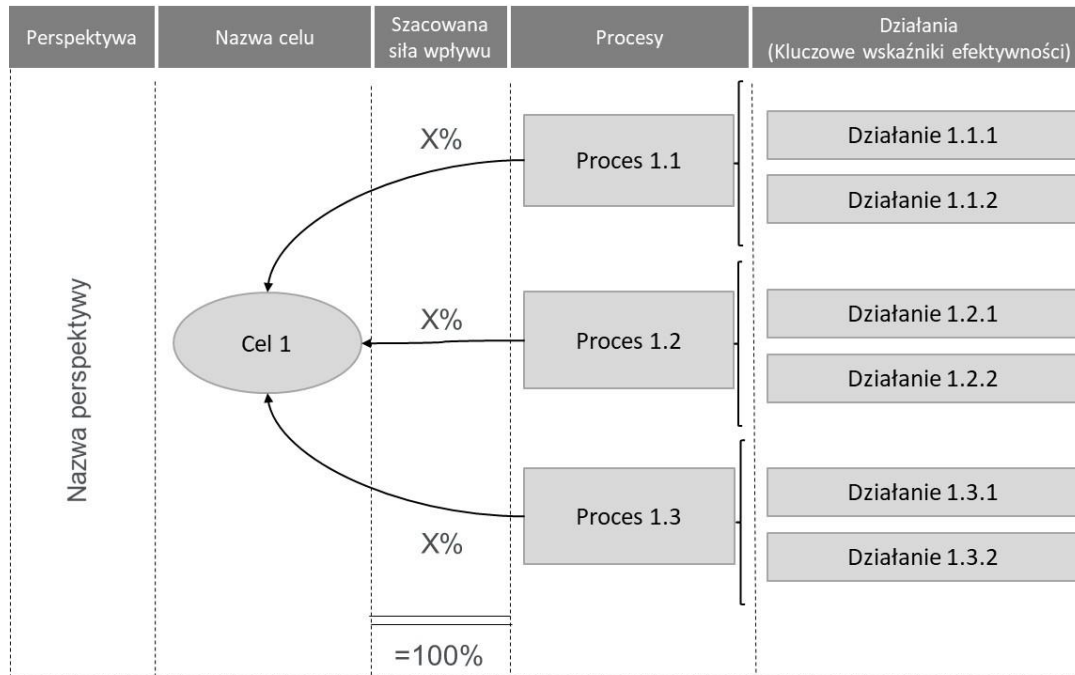 Perspektywa
Nazwa celu
Szacowana
siła wpływu
Procesy
Działania
(Kluczowe wskaźniki efektywności)
Nazwa perspektywy
Cel 1
X%
Proces 1.1
Działanie 1.1.1
Działanie 1.1.2
X%
Proces 1.2
Działanie 1.2.1
Działanie 1.2.2
X%
Proces 1.3
Działanie 1.3.1
Działanie 1.3.2
=100%